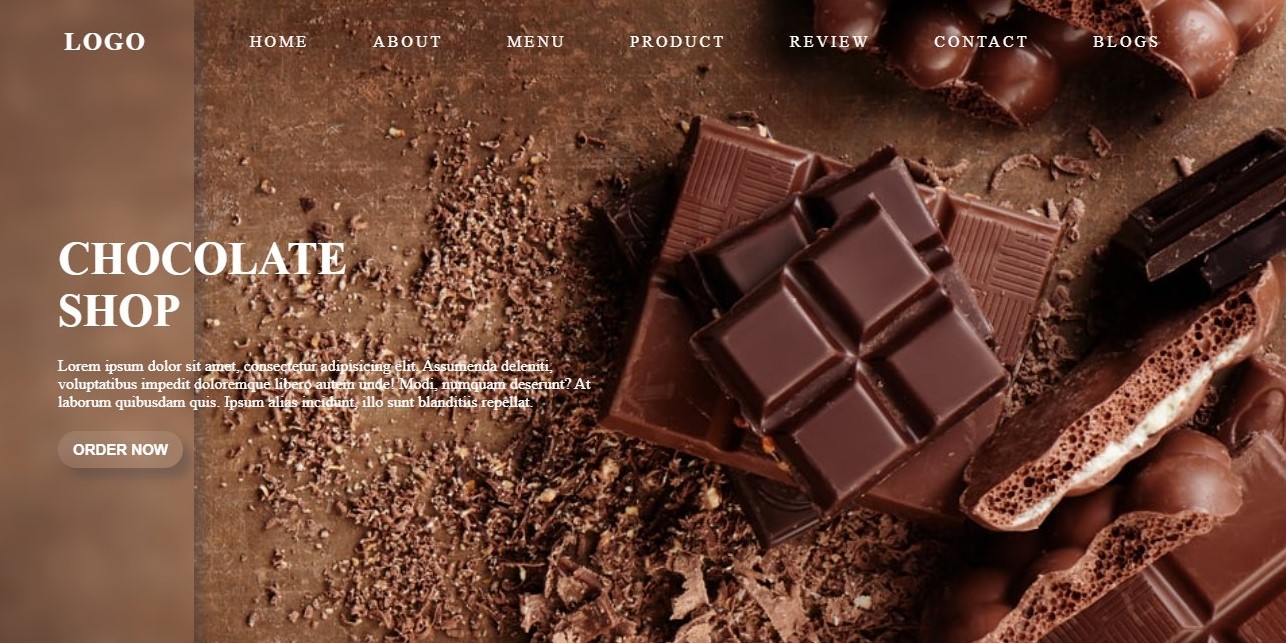 LOGO HOME ABOUT MENU PRODUCT REVIEW CONTACT BLOGS
CHOCOLATE
SHOP
Lorem ipsum dolor sit amet, consectetur adipisicing elit. Assumenda deleniti,
voluptatibus impedit doloremque libero autem unde! Modi, numquam deserunt? At
laborum quibusdam quis. Ipsum alias incidunt, illo sunt blanditiis repellat.
ORDER NOW